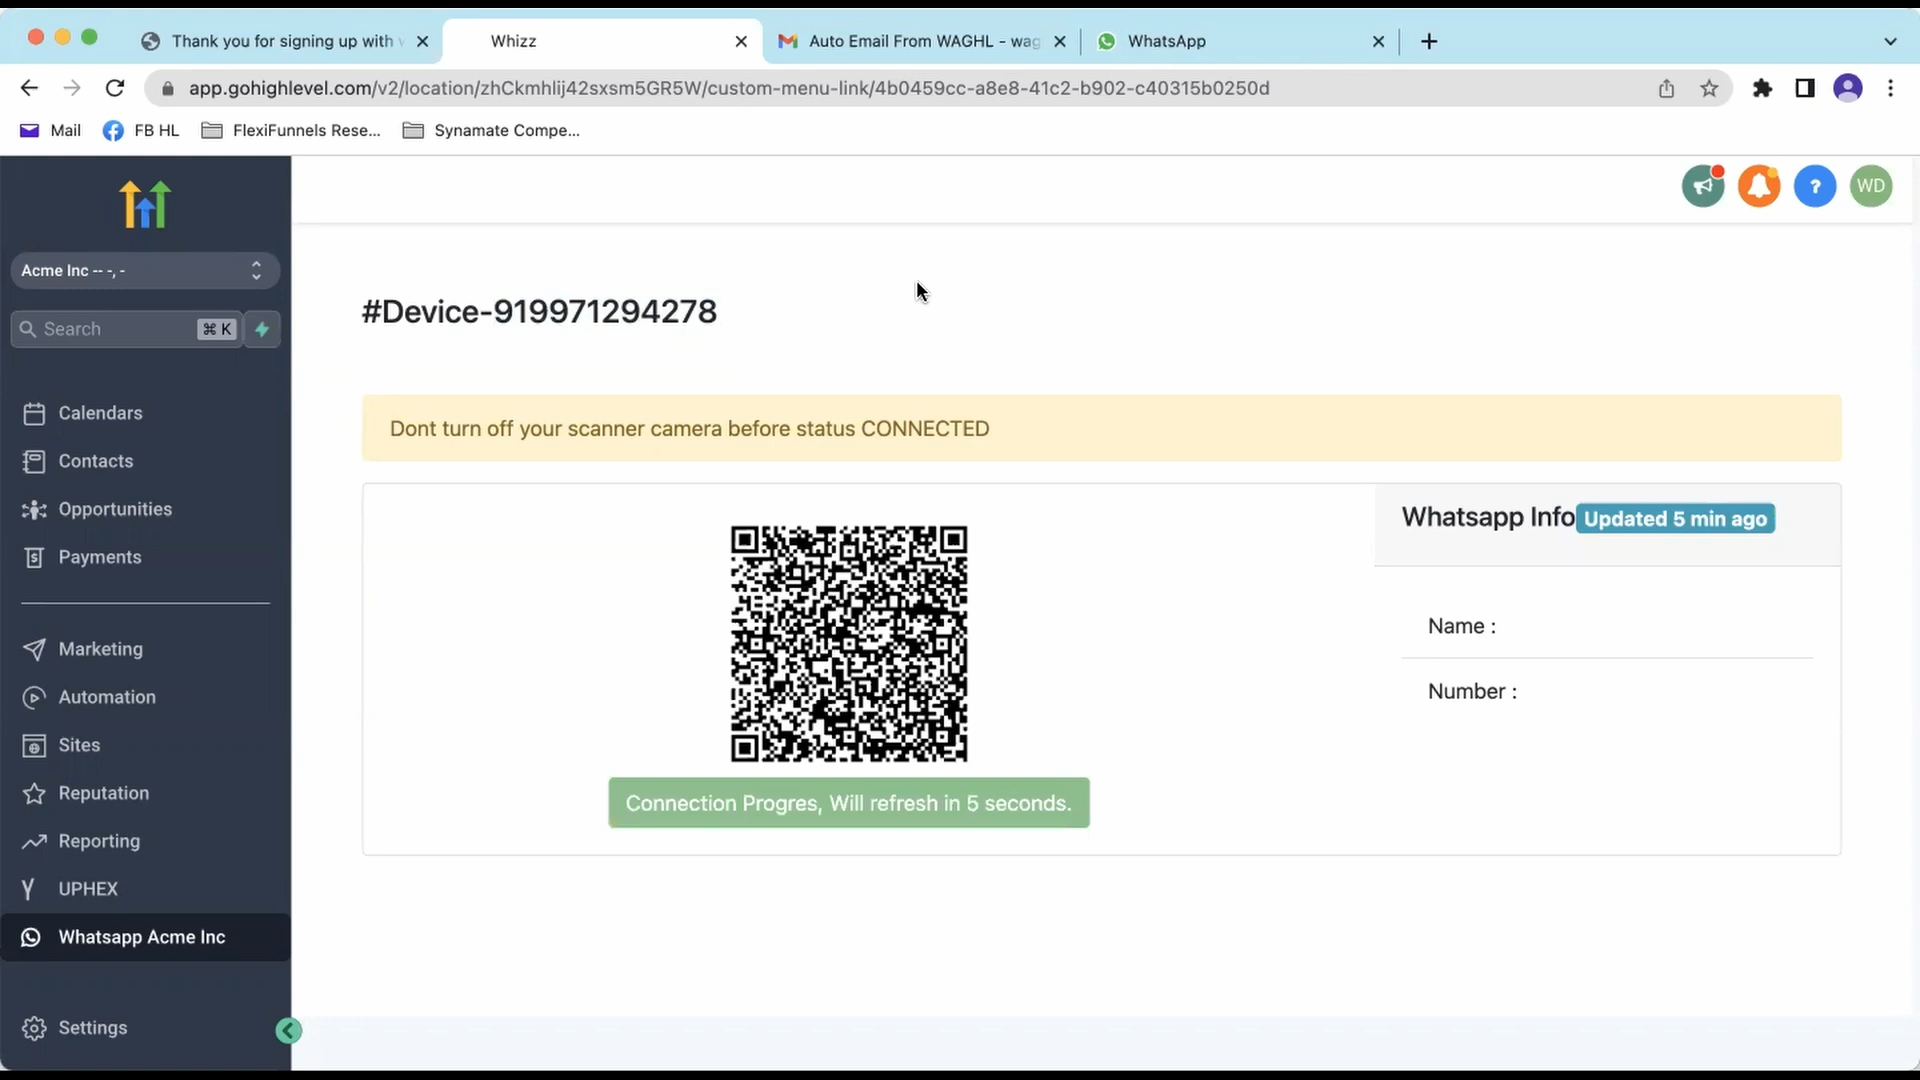 Thank you for signing up with
Whizz
Auto Email From WAGHL - wag
WhatsApp
app.gohighlevel.com/v2/location/zhCkmhlij42sxsm5GR5W/custom-menu-link/4b0459cc-a8e8-41c2-b902-c40315b0250d
Mail
FB HL
FlexiFunnels Rese...
Synamate Compe...
WD
Acme Inc -- -, -
Search
⌘ K
Calendars
Contacts
Opportunities
Payments
Marketing
Automation
Sites
Reputation
Reporting
UPHEX
Whatsapp Acme Inc
Settings
#Device-919971294278
Dont turn off your scanner camera before status CONNECTED
Connection Progres, Will refresh in 5 seconds.
Whatsapp Info Updated 5 min ago
Name :
Number :